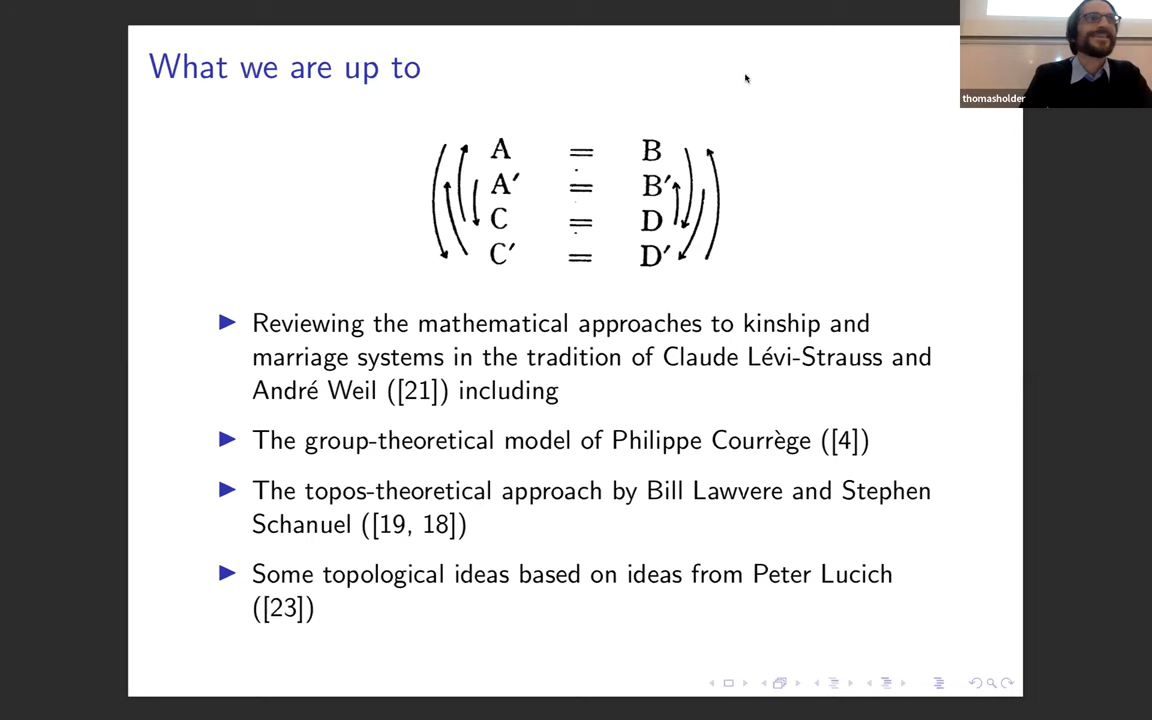 What we are up to
thomasholder
A = B
A′ = B′
C = D
C′ = D′
Reviewing the mathematical approaches to kinship and
marriage systems in the tradition of Claude Lévi-Strauss and
André Weil ([21]) including
The group-theoretical model of Philippe Courrège ([4])
The topos-theoretical approach by Bill Lawvere and Stephen
Schanuel ([19, 18])
Some topological ideas based on ideas from Peter Lucich
([23])